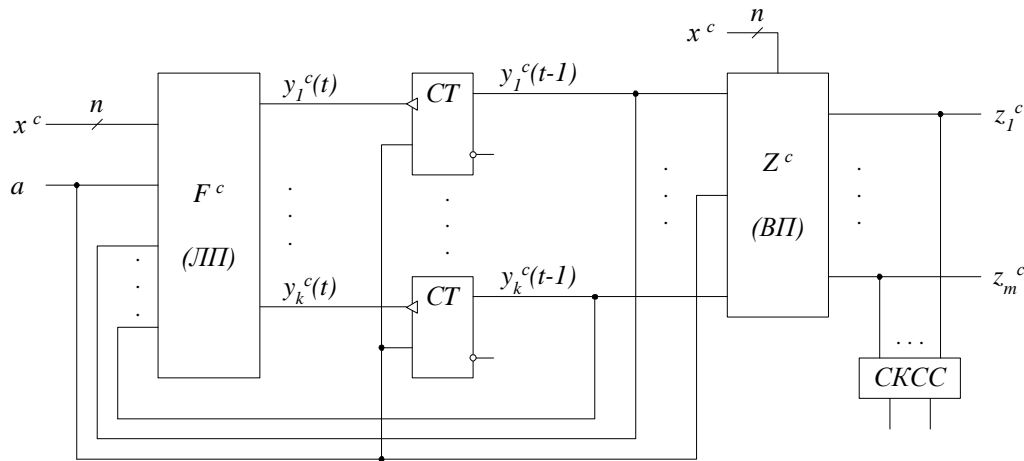 x^c n
y_1^c(t) CT y_1^c(t-1)
n
x^c
a
F^c
(ЛП)
. . .
. . .
Z^c
(ВП)
z_1^c
y_k^c(t) CT y_k^c(t-1)
z_m^c
. . .
СКСС